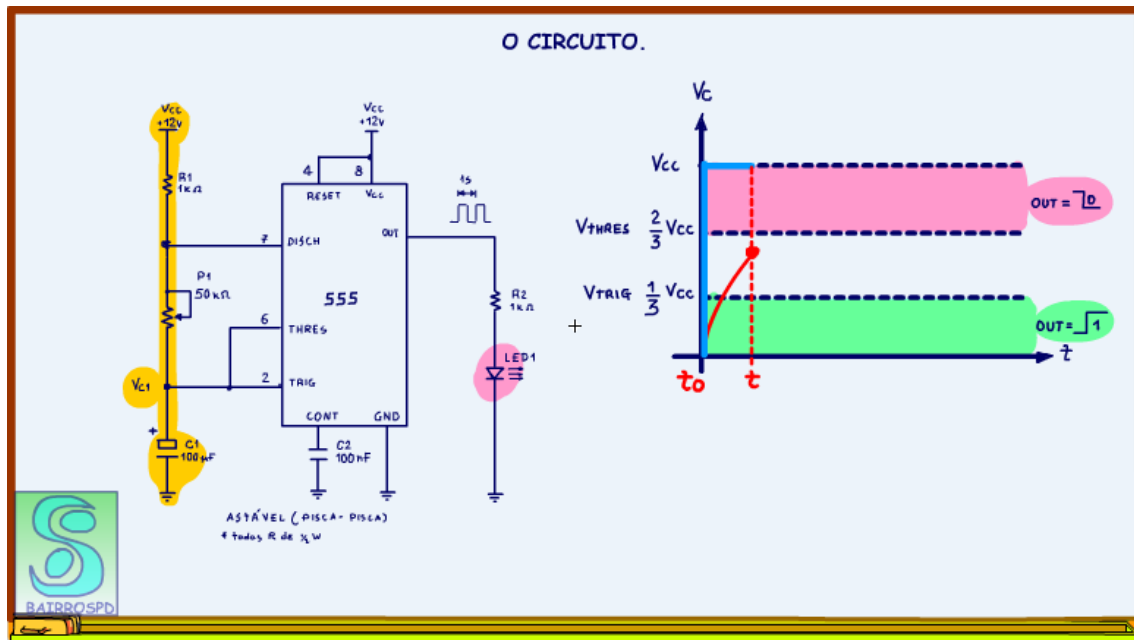 O CIRCUITO.
Vcc
+12v
R1
1kΩ
P1
50kΩ
VC1
+
C1
100µF
Vcc
+12v
4
8
RESET
Vcc
7
DISCH
OUT
555
6
THRES
2
TRIG
CONT
GND
C2
100nF
1s
R2
1kΩ
LED1
ASTÁVEL (PISCA-PISCA)
* todos R de ½ W
Vc
Vcc
VTHRES 2/3 Vcc
VTRIG 1/3 Vcc
OUT = 0
OUT = 1
t
to
t
BAIRROSPD